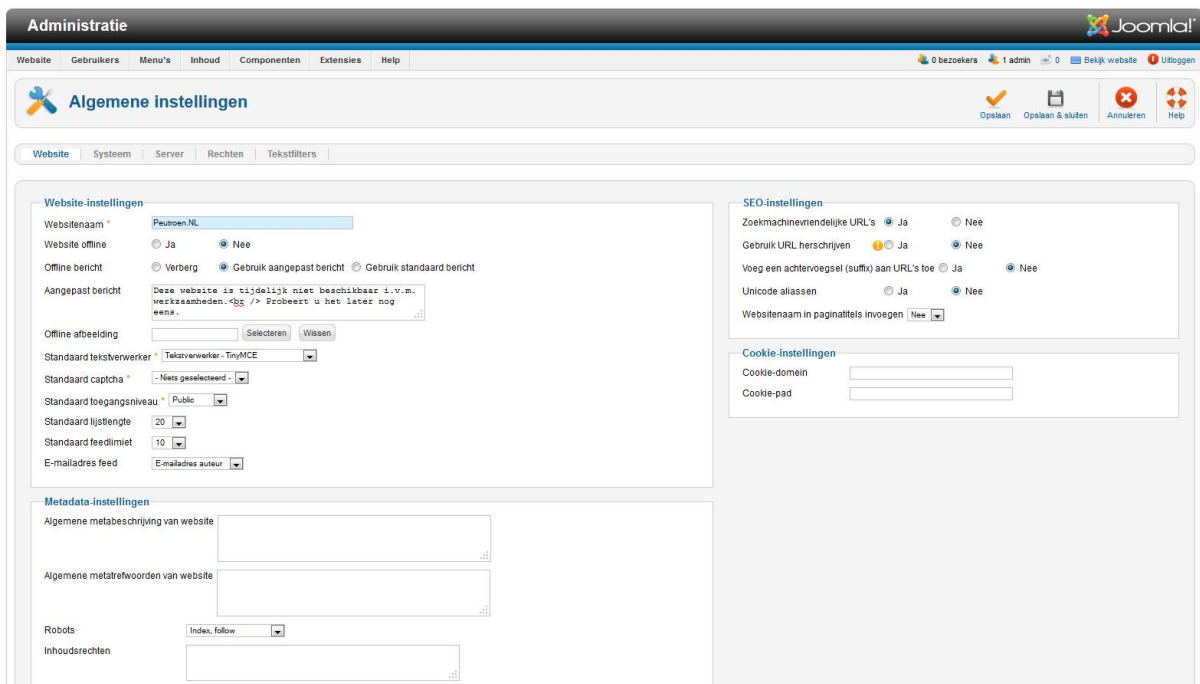 Administratie
Joomla!
Website Gebruikers Menu's Inhoud Componenten Extensies Help
0 bezoekers 1 admin 0 Bekijk website Uitloggen
Algemene instellingen
Opslaan Opslaan & sluiten Annuleren Help
Website Systeem Server Rechten Tekstfilters
Website-instellingen
Websitenaam * Peutroen.NL
Website offline Ja Nee
Offline bericht Verberg Gebruik aangepast bericht Gebruik standaard bericht
Aangepast bericht
Deze website is tijdelijk niet beschikbaar i.v.m.
werkzaamheden.<br /> Probeert u het later nog
eens.
Offline afbeelding Selecteren Wissen
Standaard tekstverwerker * Tekstverwerker - TinyMCE
Standaard captcha * - Niets geselecteerd -
Standaard toegangsniveau * Public
Standaard lijstlengte 20
Standaard feedlimiet 10
E-mailadres feed E-mailadres auteur
Metadata-instellingen
Algemene metabeschrijving van website
Algemene metatrefwoorden van website
Robots Index, follow
Inhoudsrechten
SEO-instellingen
Zoekmachinevriendelijke URL's Ja Nee
Gebruik URL herschrijven Ja Nee
Voeg een achtervoegsel (suffix) aan URL's toe Ja Nee
Unicode aliassen Ja Nee
Websitenaam in paginatitels invoegen Nee
Cookie-instellingen
Cookie-domein
Cookie-pad